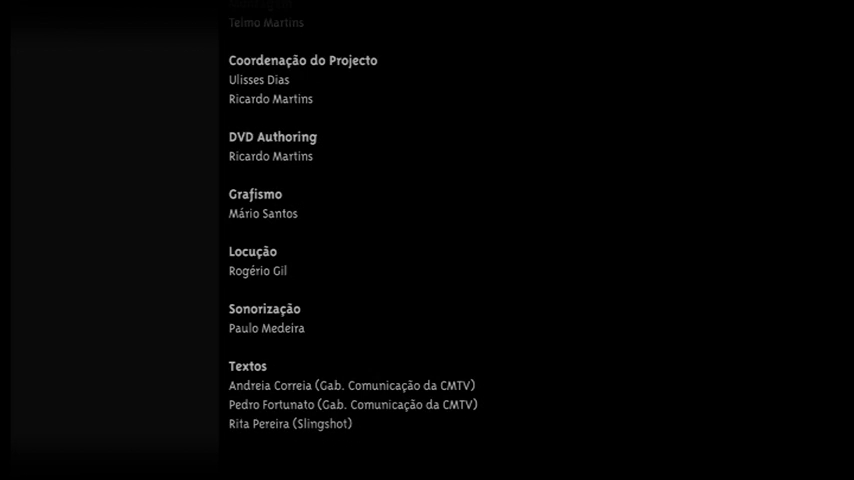 Telmo Martins
Coordenação do Projecto
Ulisses Dias
Ricardo Martins
DVD Authoring
Ricardo Martins
Grafismo
Mário Santos
Locução
Rogério Gil
Sonorização
Paulo Medeira
Textos
Andreia Correia (Gab. Comunicação da CMTV)
Pedro Fortunato (Gab. Comunicação da CMTV)
Rita Pereira (Slingshot)